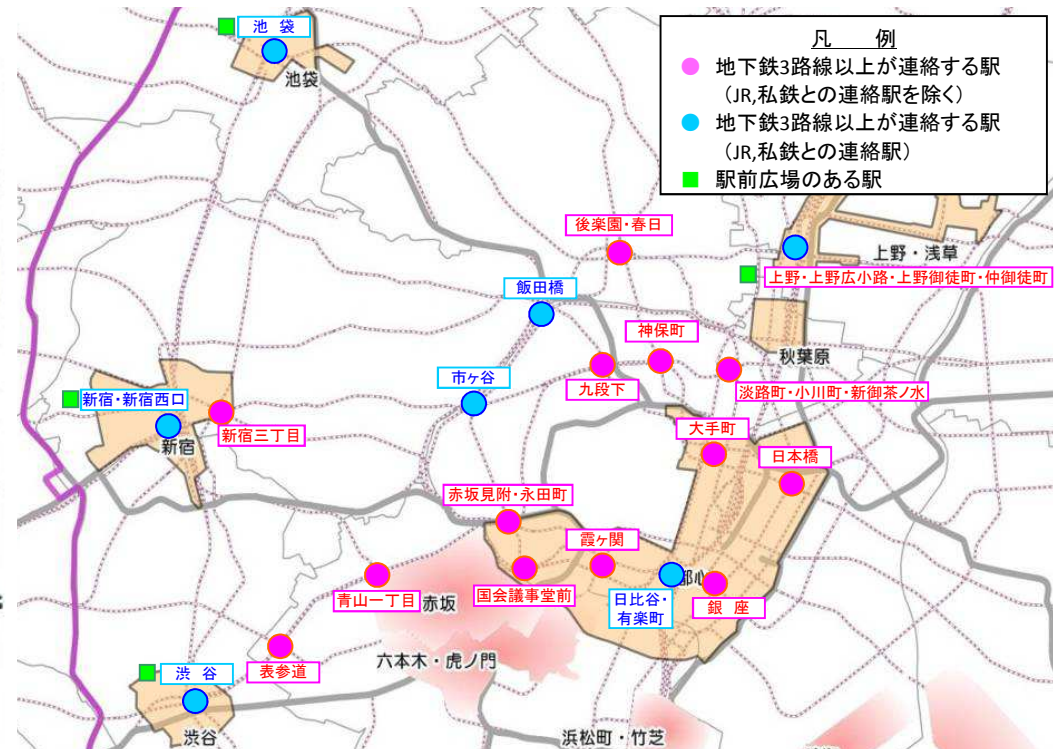 凡　例
地下鉄3路線以上が連絡する駅
（JR,私鉄との連絡駅を除く）
地下鉄3路線以上が連絡する駅
（JR,私鉄との連絡駅）
駅前広場のある駅
池 袋
池袋
後楽園・春日
上野・浅草
上野・上野広小路・上野御徒町・仲御徒町
飯田橋
神保町
秋葉原
九段下
淡路町・小川町・新御茶ノ水
市ヶ谷
新宿・新宿西口
新宿三丁目
新宿
大手町
日本橋
赤坂見附・永田町
霞ヶ関
都心
青山一丁目
赤坂
国会議事堂前
日比谷・
有楽町
銀 座
表参道
六本木・虎ノ門
渋 谷
渋谷
浜松町・竹芝